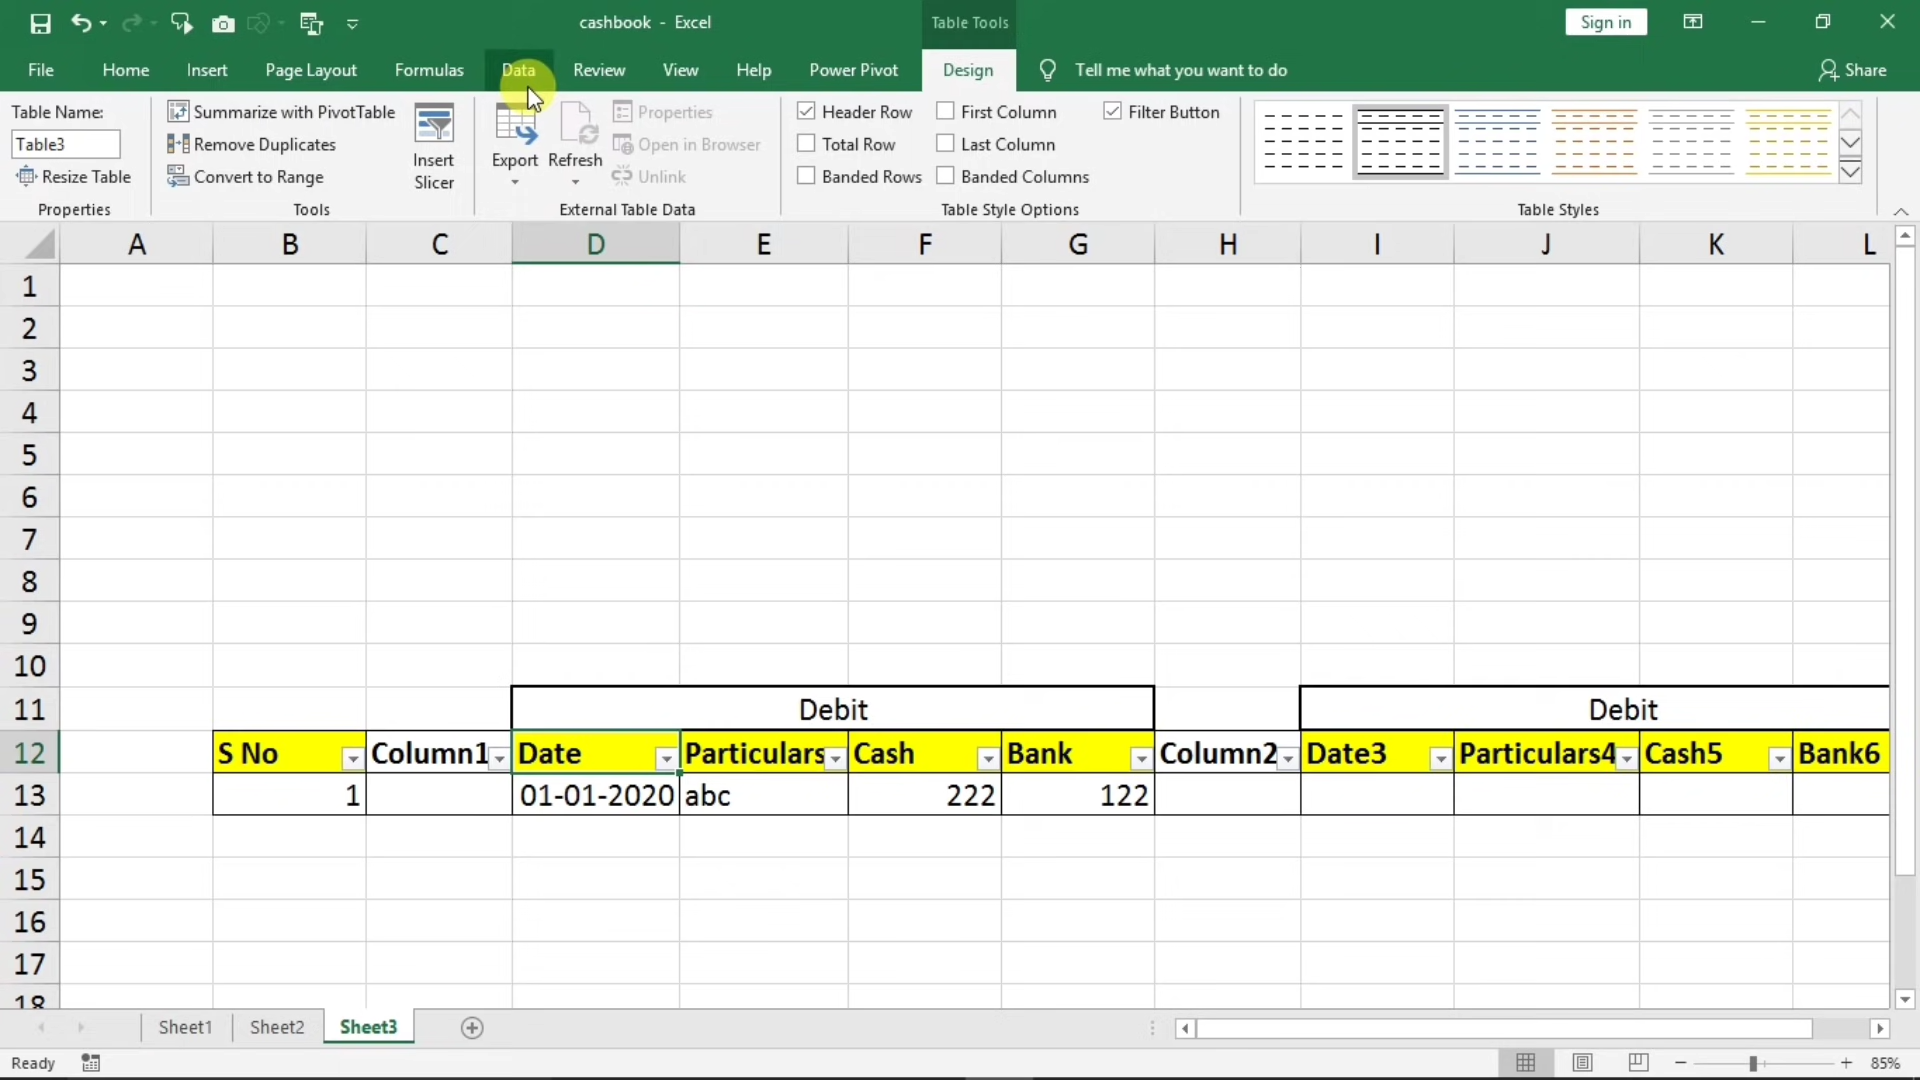 cashbook - Excel
Table Tools
Sign in
File
Home
Insert
Page Layout
Formulas
Data
Review
View
Help
Power Pivot
Design
Tell me what you want to do
Share
Table Name:
Table3
Resize Table
Properties
Summarize with PivotTable
Remove Duplicates
Convert to Range
Tools
Insert
Slicer
Export
Refresh
Properties
Open in Browser
Unlink
External Table Data
Header Row
Total Row
Banded Rows
First Column
Last Column
Banded Columns
Filter Button
Table Style Options
Table Styles
A B C D E F G H I J K L
1
2
3
4
5
6
7
8
9
10
11 Debit Debit
12 S No Column1 Date Particulars Cash Bank Column2 Date3 Particulars4 Cash5 Bank6
13 1 01-01-2020 abc 222 122
14
15
16
17
18
Sheet1 Sheet2 Sheet3
Ready
85%